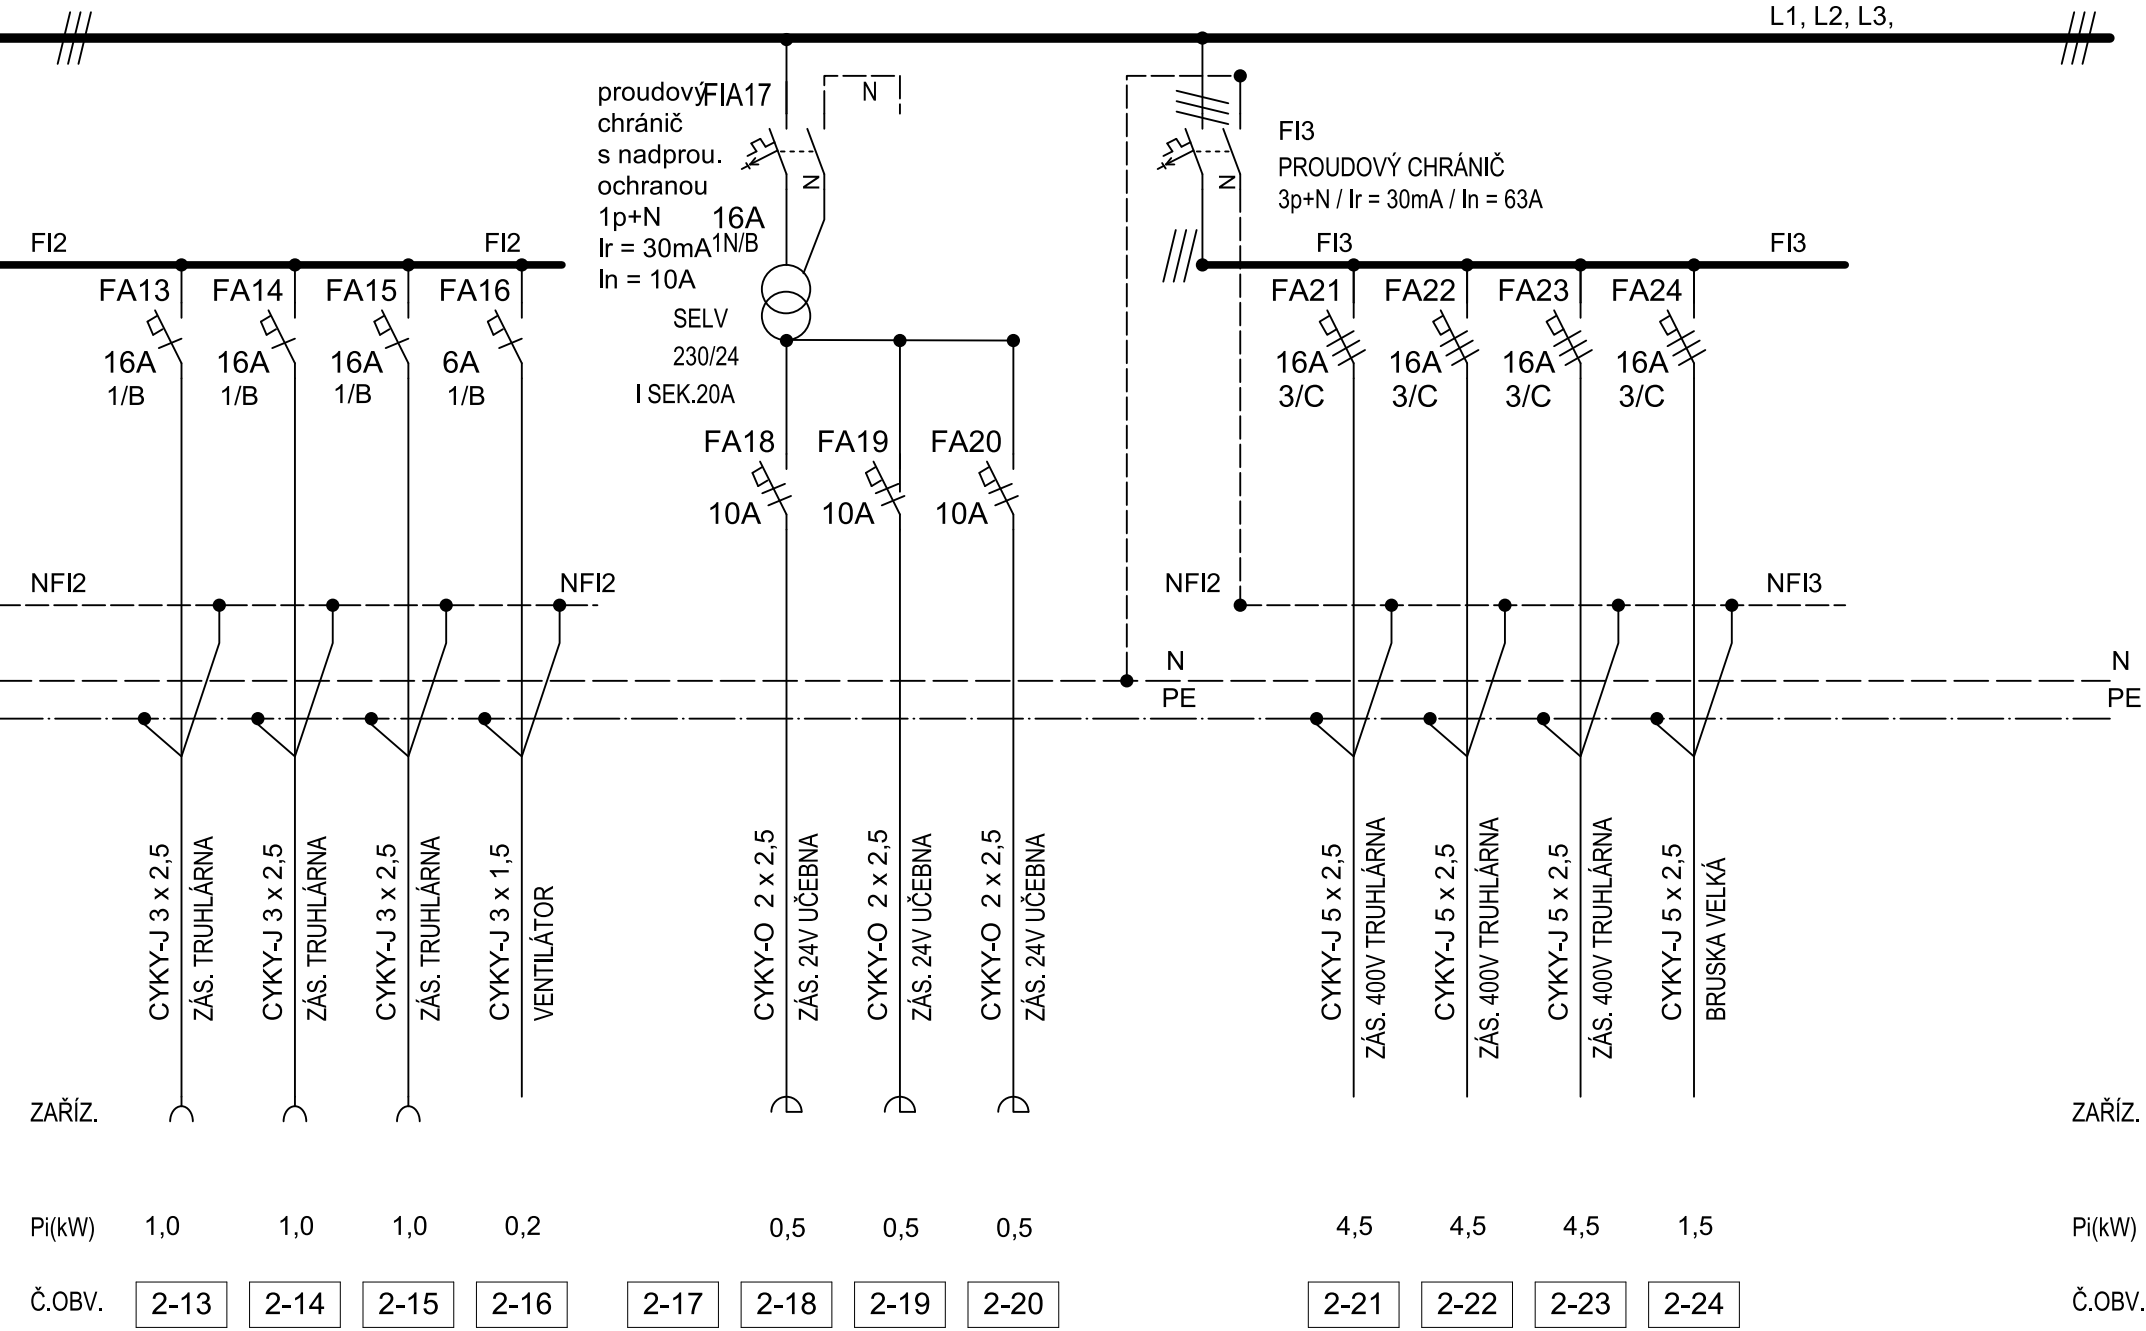 L1, L2, L3,
proudový
chránič
s nadprou.
ochranou
1p+N
Ir = 30mA
In = 10A
FIA17
16A
1N/B
N
N
N
FI3
PROUDOVÝ CHRÁNIČ
3p+N / Ir = 30mA / In = 63A
FI2 FI2
FI3 FI3
FA13 FA14 FA15 FA16
16A 16A 16A 6A
1/B 1/B 1/B 1/B
SELV
230/24
I SEK.20A
FA21 FA22 FA23 FA24
16A 16A 16A 16A
3/C 3/C 3/C 3/C
FA18 FA19 FA20
10A 10A 10A
NFI2 NFI2 NFI2 NFI3
N N
PE PE
CYKY-J 3 x 2,5
ZÁS. TRUHLÁRNA
CYKY-J 3 x 2,5
ZÁS. TRUHLÁRNA
CYKY-J 3 x 2,5
ZÁS. TRUHLÁRNA
CYKY-J 3 x 1,5
VENTILÁTOR
CYKY-O 2 x 2,5
ZÁS. 24V UČEBNA
CYKY-O 2 x 2,5
ZÁS. 24V UČEBNA
CYKY-O 2 x 2,5
ZÁS. 24V UČEBNA
CYKY-J 5 x 2,5
ZÁS. 400V TRUHLÁRNA
CYKY-J 5 x 2,5
ZÁS. 400V TRUHLÁRNA
CYKY-J 5 x 2,5
ZÁS. 400V TRUHLÁRNA
CYKY-J 5 x 2,5
BRUSKA VELKÁ
ZAŘÍZ. ZAŘÍZ.
Pi(kW) 1,0 1,0 1,0 0,2 0,5 0,5 0,5 4,5 4,5 4,5 1,5 Pi(kW)
Č.OBV. 2-13 2-14 2-15 2-16 2-17 2-18 2-19 2-20 2-21 2-22 2-23 2-24 Č.OBV.